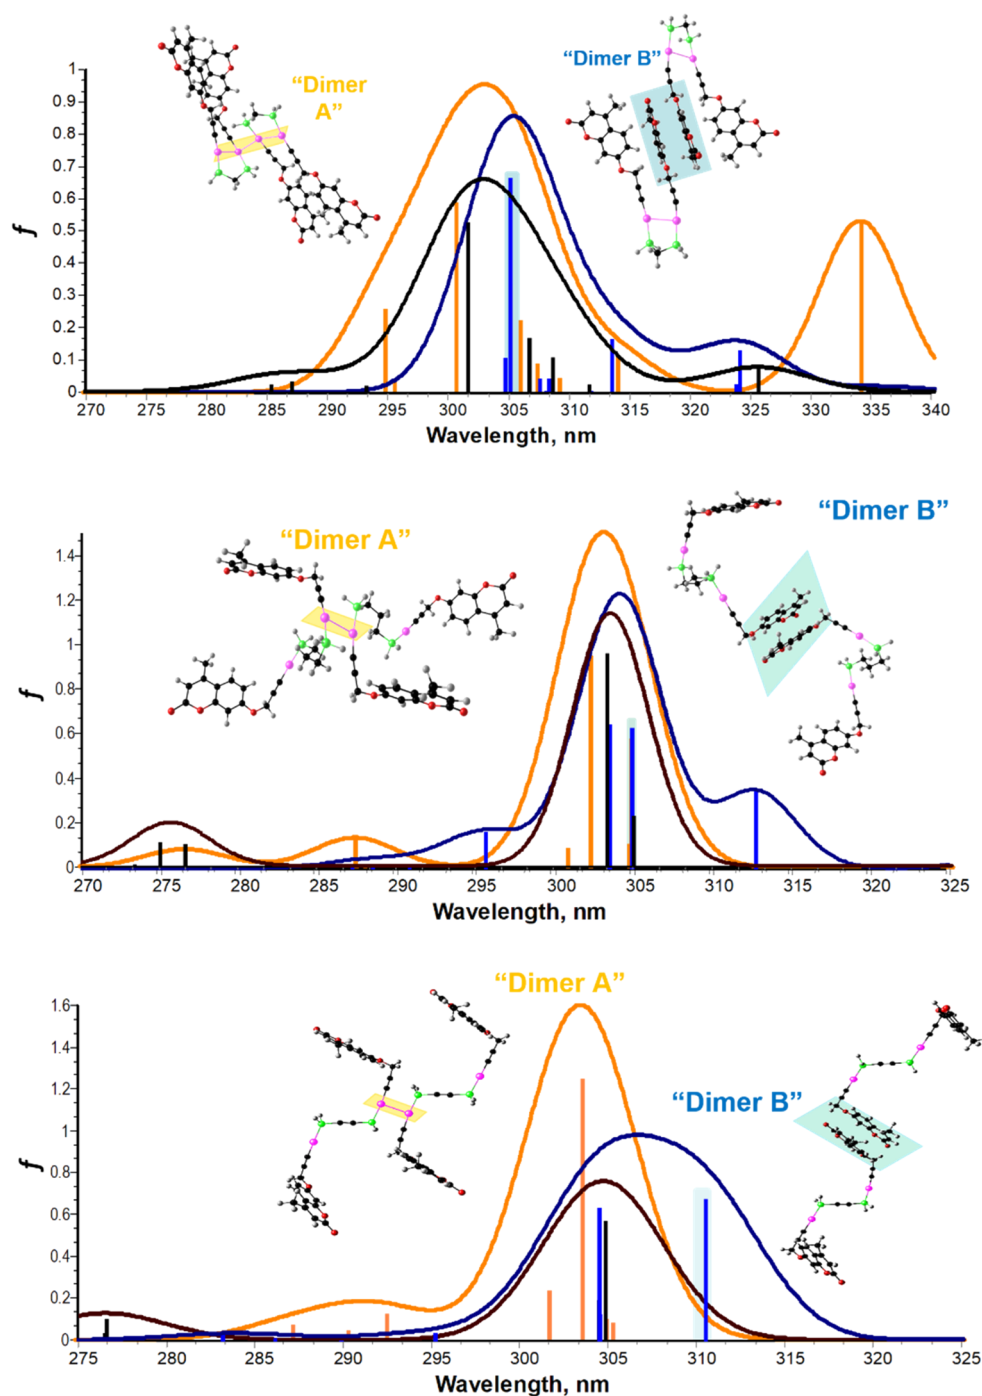 “Dimer
A”
“Dimer B”
f
1
0.9
0.8
0.7
0.6
0.5
0.4
0.3
0.2
0.1
0
270 275 280 285 290 295 300 305 310 315 320 325 330 335 340
Wavelength, nm
“Dimer A”
“Dimer B”
f
1.4
1.2
1
0.8
0.6
0.4
0.2
0
270 275 280 285 290 295 300 305 310 315 320 325
Wavelength, nm
“Dimer A”
“Dimer B”
f
1.6
1.4
1.2
1
0.8
0.6
0.4
0.2
0
275 280 285 290 295 300 305 310 315 320 325
Wavelength, nm